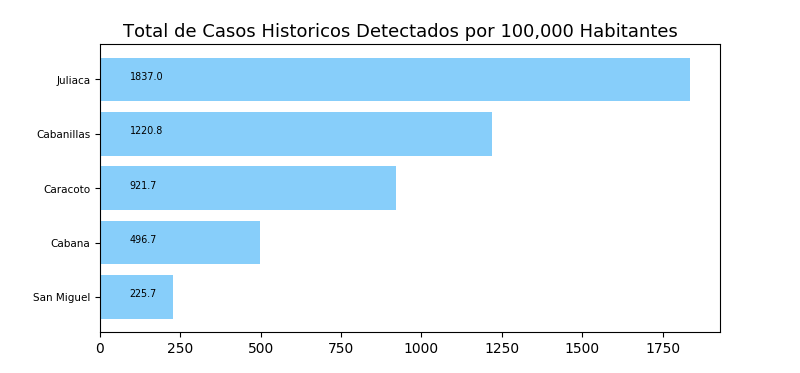 Total de Casos Historicos Detectados por 100,000 Habitantes
Juliaca 1837.0
Cabanillas 1220.8
Caracoto 921.7
Cabana 496.7
San Miguel 225.7
0 250 500 750 1000 1250 1500 1750